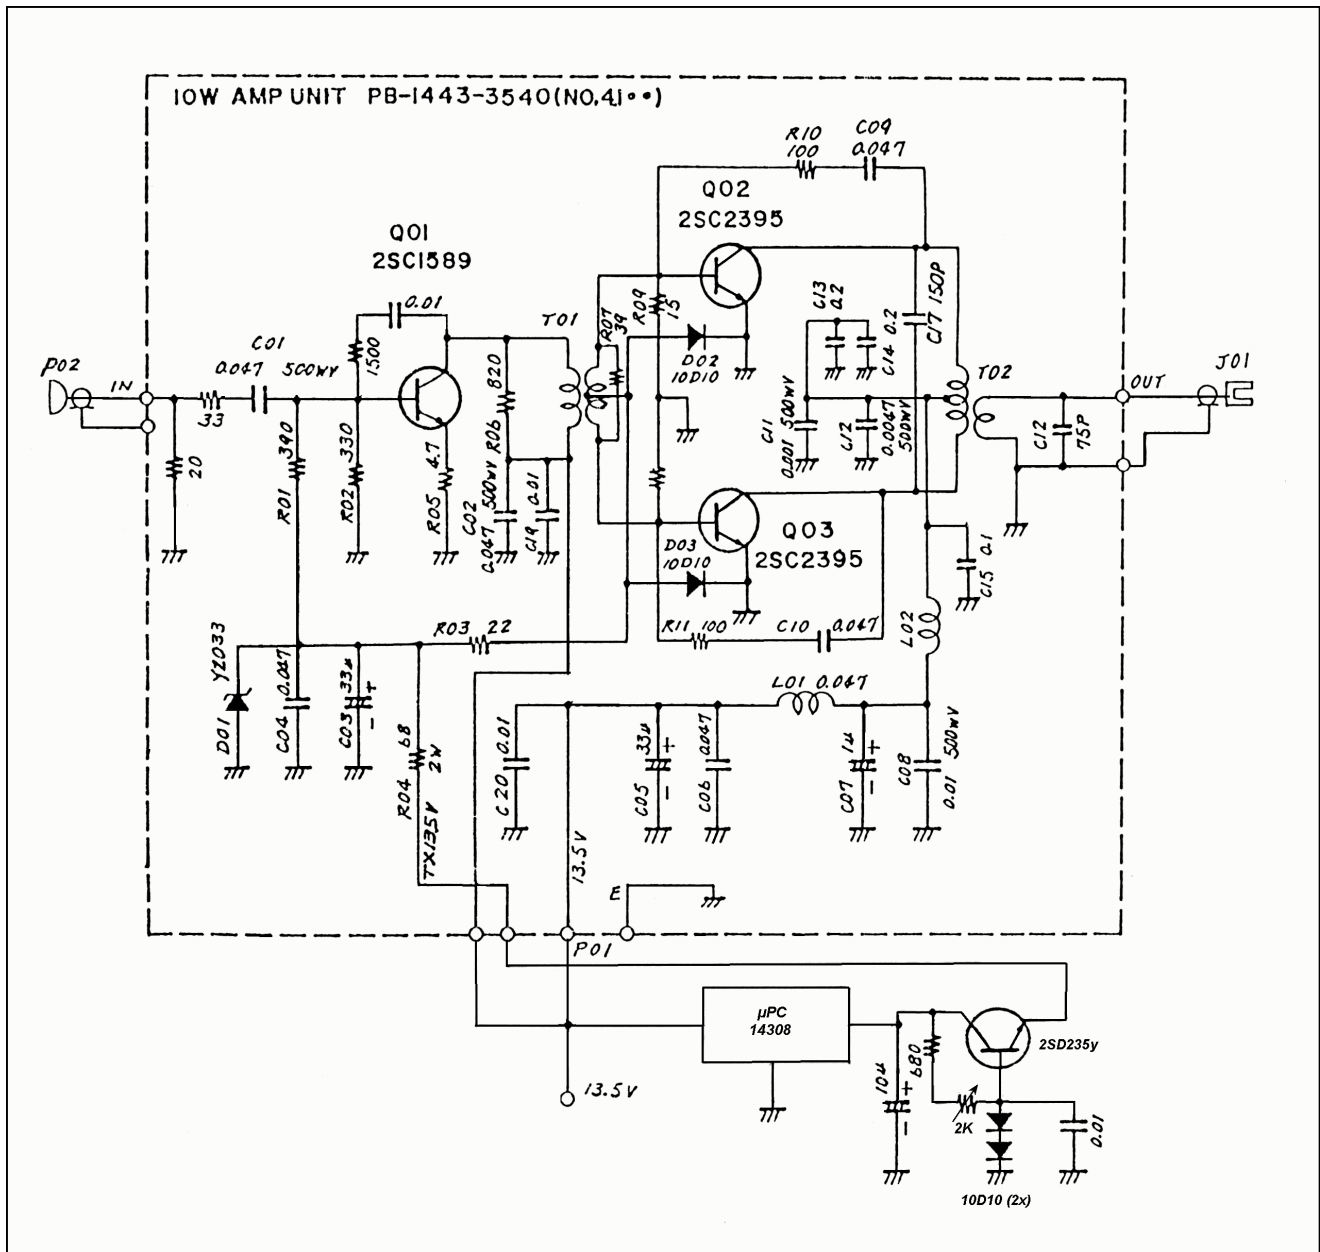 10W AMP UNIT PB-1443-3540(NO,41••)
R10
100
C09
0.047
Q02
2SC2395
Q01
2SC1589
0.01
1500
T01
R07
39
R09
15
D02
10D10
C13
0.2
C14 0.2
C17 150P
P02
IN
C01
0.047 500WV
33
20
R01 390
R02 330
R05 4.7
820
R06
C02
0.047 500WV
C19 0.01
C11
0.001 500WV
C12
0.0047
500WV
T02
OUT
J01
C12
75P
Q03
2SC2395
D03
10D10
C15 0.1
R03 22
R11 100
C10 0.047
L02
YZ033
D01
C04 0.047
C03 33μ
+
−
R04 68
2W
TX13.5V
L01 0.047
C20 0.01
C05 33μ
+
−
C06 0.047
C07 1μ
+
−
C08
0.01 500WV
13.5V
E
P01
μPC
14308
2SD235y
680
10μ
+
−
2K
0.01
13.5V
10D10 (2x)